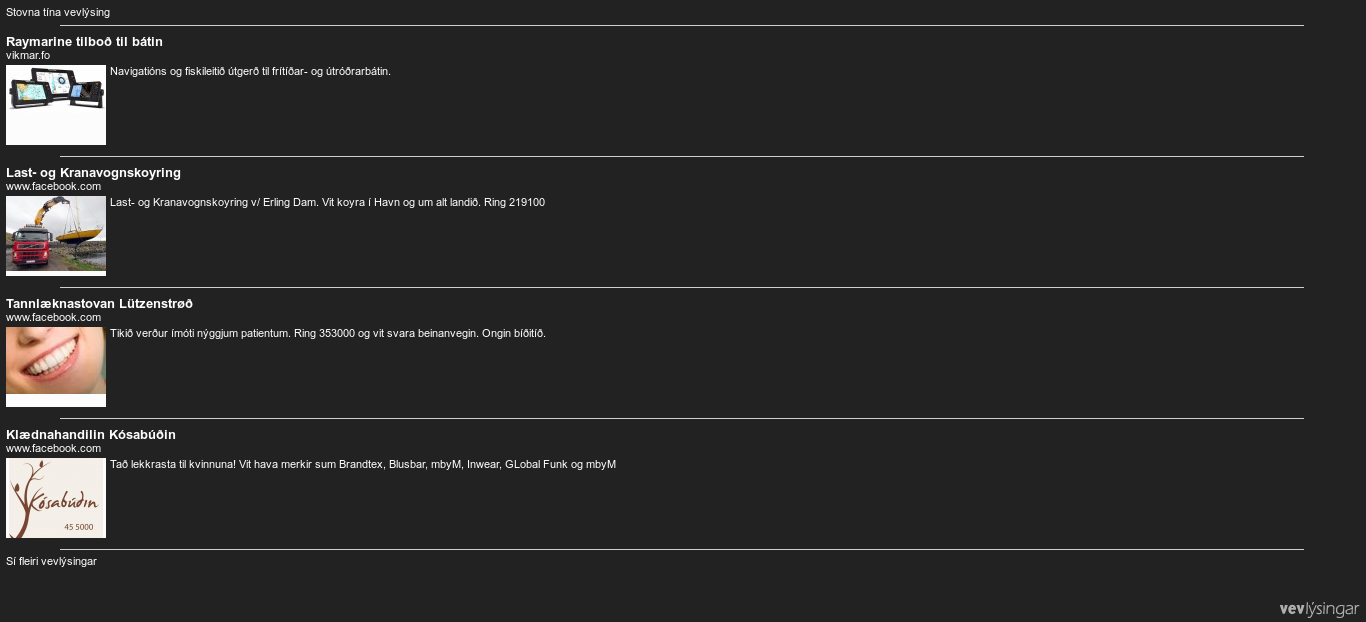 Stovna tína vevlýsing
Raymarine tilboð til bátin
vikmar.fo
Navigatións og fiskileitið útgerð til frítíðar- og útróðrarbátin.
Last- og Kranavognskoyring
www.facebook.com
Last- og Kranavognskoyring v/ Erling Dam. Vit koyra í Havn og um alt landið. Ring 219100
Tannlæknastovan Lützenstrøð
www.facebook.com
Tikið verður ímóti nýggjum patientum. Ring 353000 og vit svara beinanvegin. Ongin bíðitíð.
Klædnahandilin Kósabúðin
www.facebook.com
Tað lekkrasta til kvinnuna! Vit hava merkir sum Brandtex, Blusbar, mbyM, Inwear, GLobal Funk og mbyM
Kósabúðin
45 5000
Sí fleiri vevlýsingar
vevlýsingar